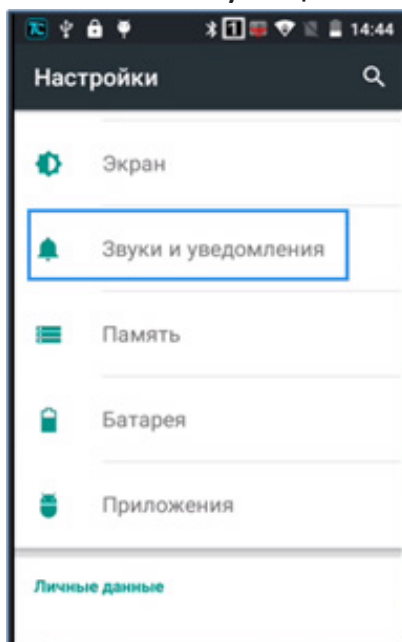 14:44
Настройки
Экран
Звуки и уведомления
Память
Батарея
Приложения
Личные данные